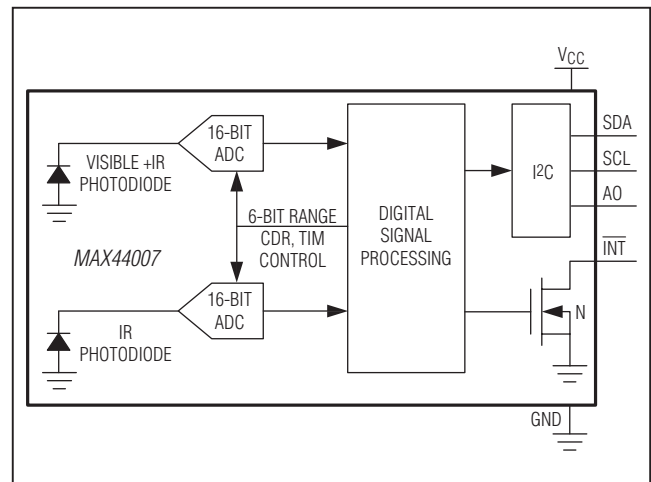 VCC
16-BIT
ADC
VISIBLE +IR
PHOTODIODE
6-BIT RANGE
CDR, TIM
CONTROL
MAX44007
16-BIT
ADC
IR
PHOTODIODE
DIGITAL
SIGNAL
PROCESSING
I2C
SDA
SCL
AO
INT
N
GND